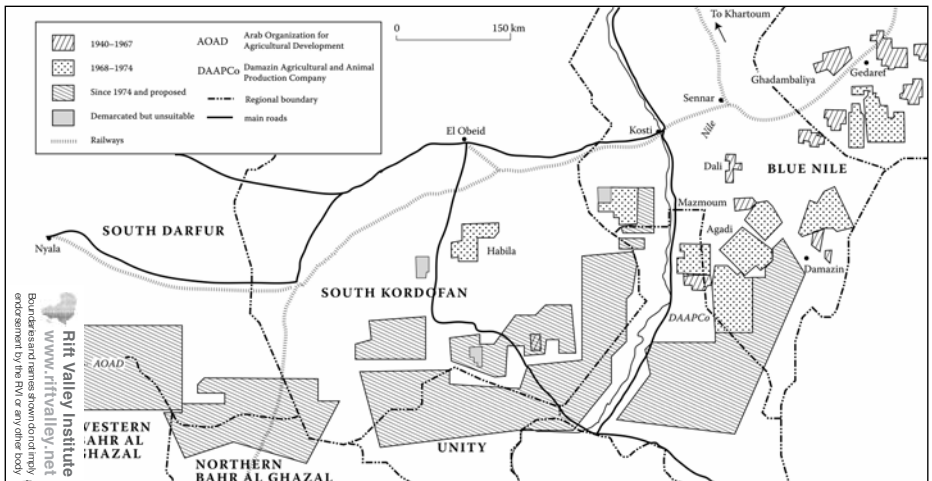 1940–1967
1968–1974
Since 1974 and proposed
Demarcated but unsuitable
Railways
AOAD
Arab Organization for
Agricultural Development
DAAPCo
Damazin Agricultural and Animal
Production Company
Regional boundary
main roads
0
150 km
To Khartoum
Ghadambaliya
Gedaref
Sennar
Nile
Kosti
El Obeid
Dali
BLUE NILE
Mazmoum
Agadi
Damazin
DAAPCo
SOUTH DARFUR
Nyala
Habila
SOUTH KORDOFAN
AOAD
WESTERN
BAHR AL
GHAZAL
NORTHERN
BAHR AL GHAZAL
UNITY
Rift Valley Institute
www.riftvalley.net
Boundaries and names shown do not imply
endorsement by the RVI or any other body